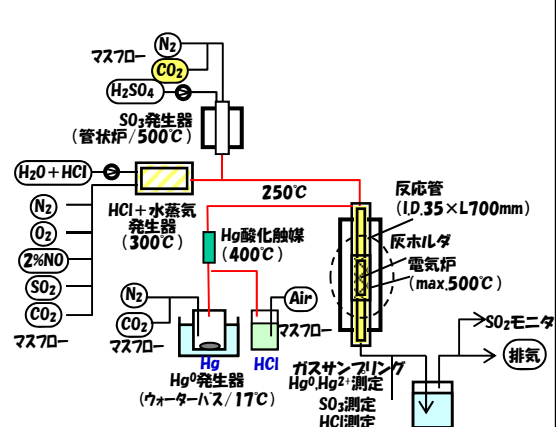 マスフロー
N₂
CO₂
H₂SO₄
SO₃発生器
(管状炉/500℃)
H₂O+HCl
N₂
O₂
2%NO
SO₂
CO₂
マスフロー
HCl+水蒸気
発生器
(300℃)
250℃
Hg酸化触媒
(400℃)
反応管
(I,D,35×L700mm)
灰ホルダ
電気炉
(max,500℃)
N₂
CO₂
マスフロー
Hg
Hg⁰発生器
(ウォーターバス/17℃)
Air
マスフロー
HCl
ガスサンプリング
Hg⁰,Hg²⁺測定
SO₃測定
HCl測定
SO₂モニタ
排気